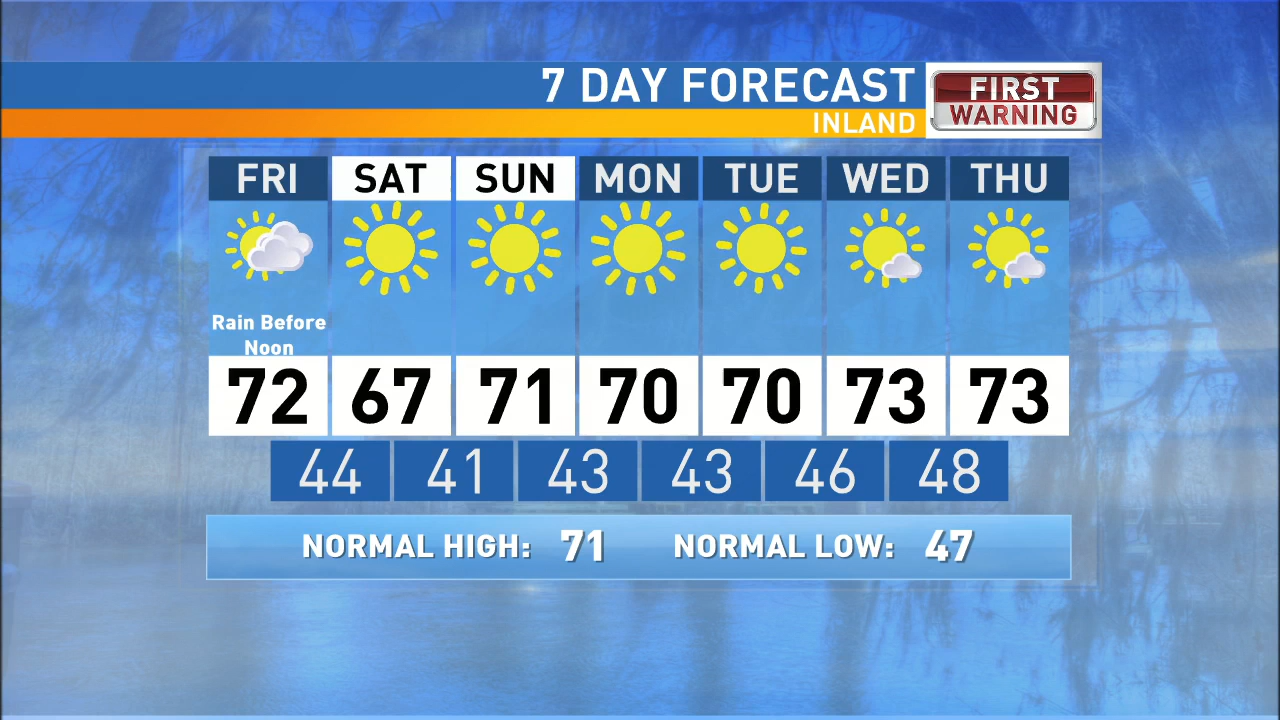 7 DAY FORECAST
INLAND
FIRST
WARNING
FRI SAT SUN MON TUE WED THU
Rain Before
Noon
72 67 71 70 70 73 73
44 41 43 43 46 48
NORMAL HIGH: 71 NORMAL LOW: 47